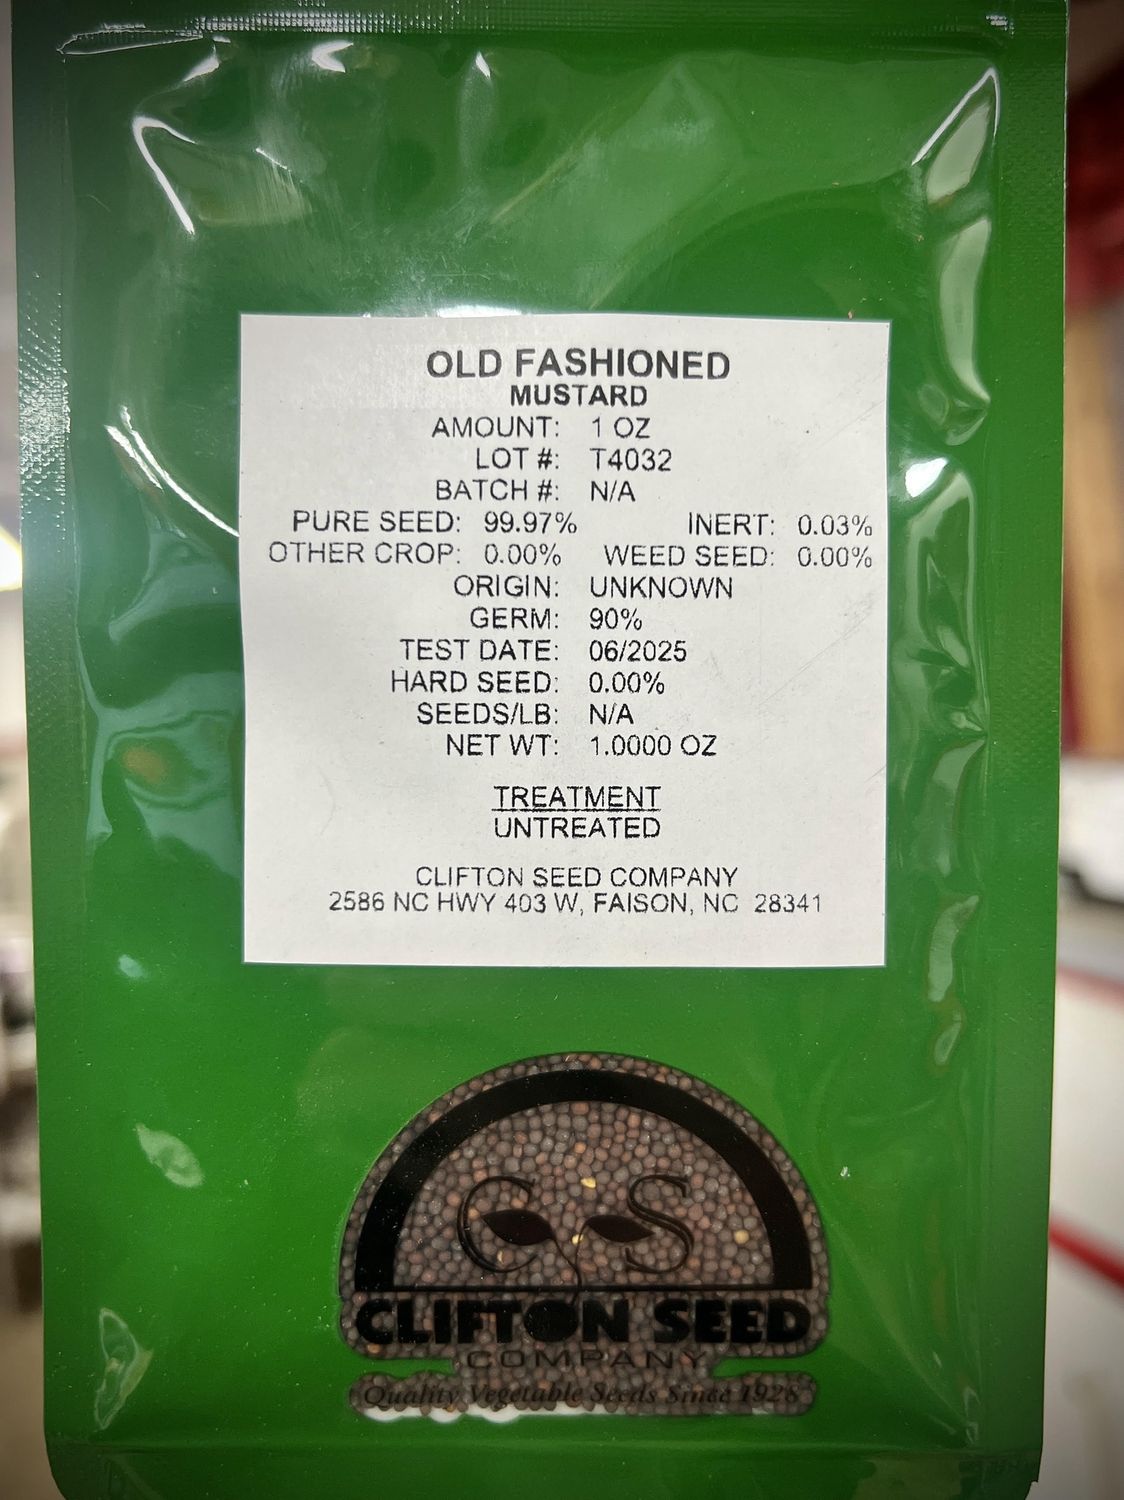 OLD FASHIONED
MUSTARD
AMOUNT: 1 OZ
LOT #: T4032
BATCH #: N/A
PURE SEED: 99.97% INERT: 0.03%
OTHER CROP: 0.00% WEED SEED: 0.00%
ORIGIN: UNKNOWN
GERM: 90%
TEST DATE: 06/2025
HARD SEED: 0.00%
SEEDS/LB: N/A
NET WT: 1.0000 OZ
TREATMENT
UNTREATED
CLIFTON SEED COMPANY
2586 NC HWY 403 W, FAISON, NC 28341
C S
CLIFTON SEED
COMPANY
Quality Vegetable Seeds Since 1928